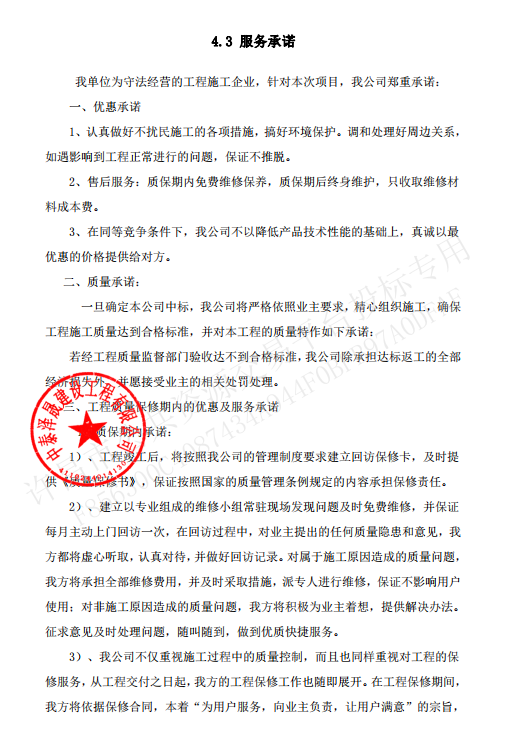 4.3 服务承诺
我单位为守法经营的工程施工企业，针对本次项目，我公司郑重承诺：
一、优惠承诺
1、认真做好不扰民施工的各项措施，搞好环境保护。调和处理好周边关系，
如遇影响到工程正常进行的问题，保证不推脱。
2、售后服务：质保期内免费维修保养，质保期后终身维护，只收取维修材
料成本费。
3、在同等竞争条件下，我公司不以降低产品技术性能的基础上，真诚以最
优惠的价格提供给对方。
二、质量承诺：
一旦确定本公司中标，我公司将严格依照业主要求，精心组织施工，确保
工程施工质量达到合格标准，并对本工程的质量特作如下承诺：
若经工程质量监督部门验收达不到合格标准，我公司除承担达标返工的全部
经济损失外，并愿接受业主的相关处罚处理。
三、工程质量保修期内的优惠及服务承诺
质保期内承诺：
1）、工程竣工后，将按照我公司的管理制度要求建立回访保修卡，及时提
供《质量保修书》，保证按照国家的质量管理条例规定的内容承担保修责任。
2）、建立以专业组成的维修小组常驻现场发现问题及时免费维修，并保证
每月主动上门回访一次，在回访过程中，对业主提出的任何质量隐患和意见，我
方都将虚心听取，认真对待，并做好回访记录。对属于施工原因造成的质量问题，
我方将承担全部维修费用，并及时采取措施，派专人进行维修，保证不影响用户
使用；对非施工原因造成的质量问题，我方将积极为业主着想，提供解决办法。
征求意见及时处理问题，随叫随到，做到优质快捷服务。
3）、我公司不仅重视施工过程中的质量控制，而且也同样重视对工程的保
修服务，从工程交付之日起，我方的工程保修工作也随即展开。在工程保修期间，
我方将依据保修合同，本着“为用户服务，向业主负责，让用户满意”的宗旨，
中泰泽晟建设工程有限公司